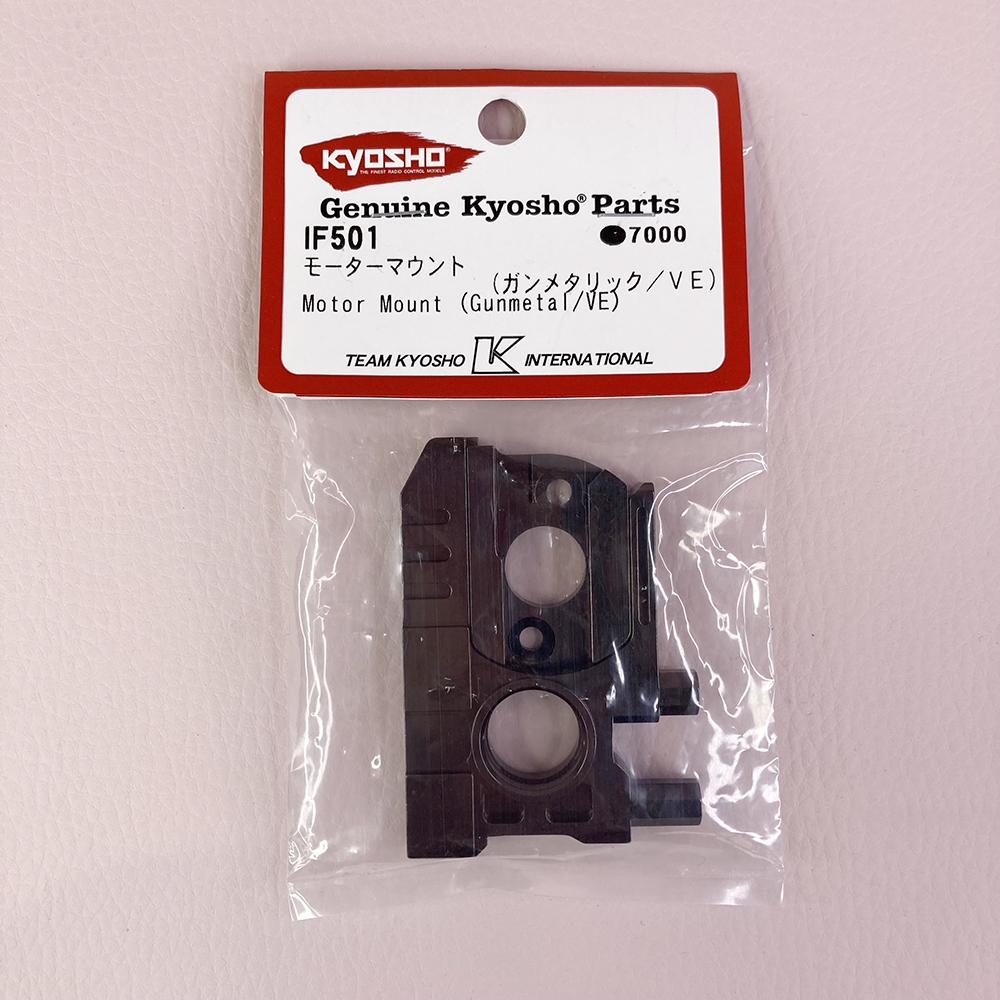 KYOSHO®
THE FINEST RADIO CONTROL MODELS
Genuine Kyosho® Parts
IF501 ●7000
モーターマウント
(ガンメタリック／ＶＥ)
Motor Mount (Gunmetal/VE)
TEAM KYOSHO K INTERNATIONAL